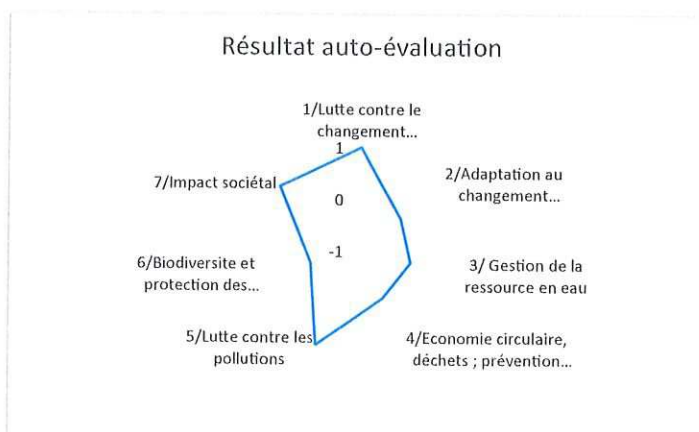 Résultat auto-évaluation
1/Lutte contre le
changement...
1
2/Adaptation au
changement...
7/Impact sociétal
0
-1
6/Biodiversite et
protection des...
3/ Gestion de la
ressource en eau
5/Lutte contre les
pollutions
4/Economie circulaire,
déchets ; prévention...